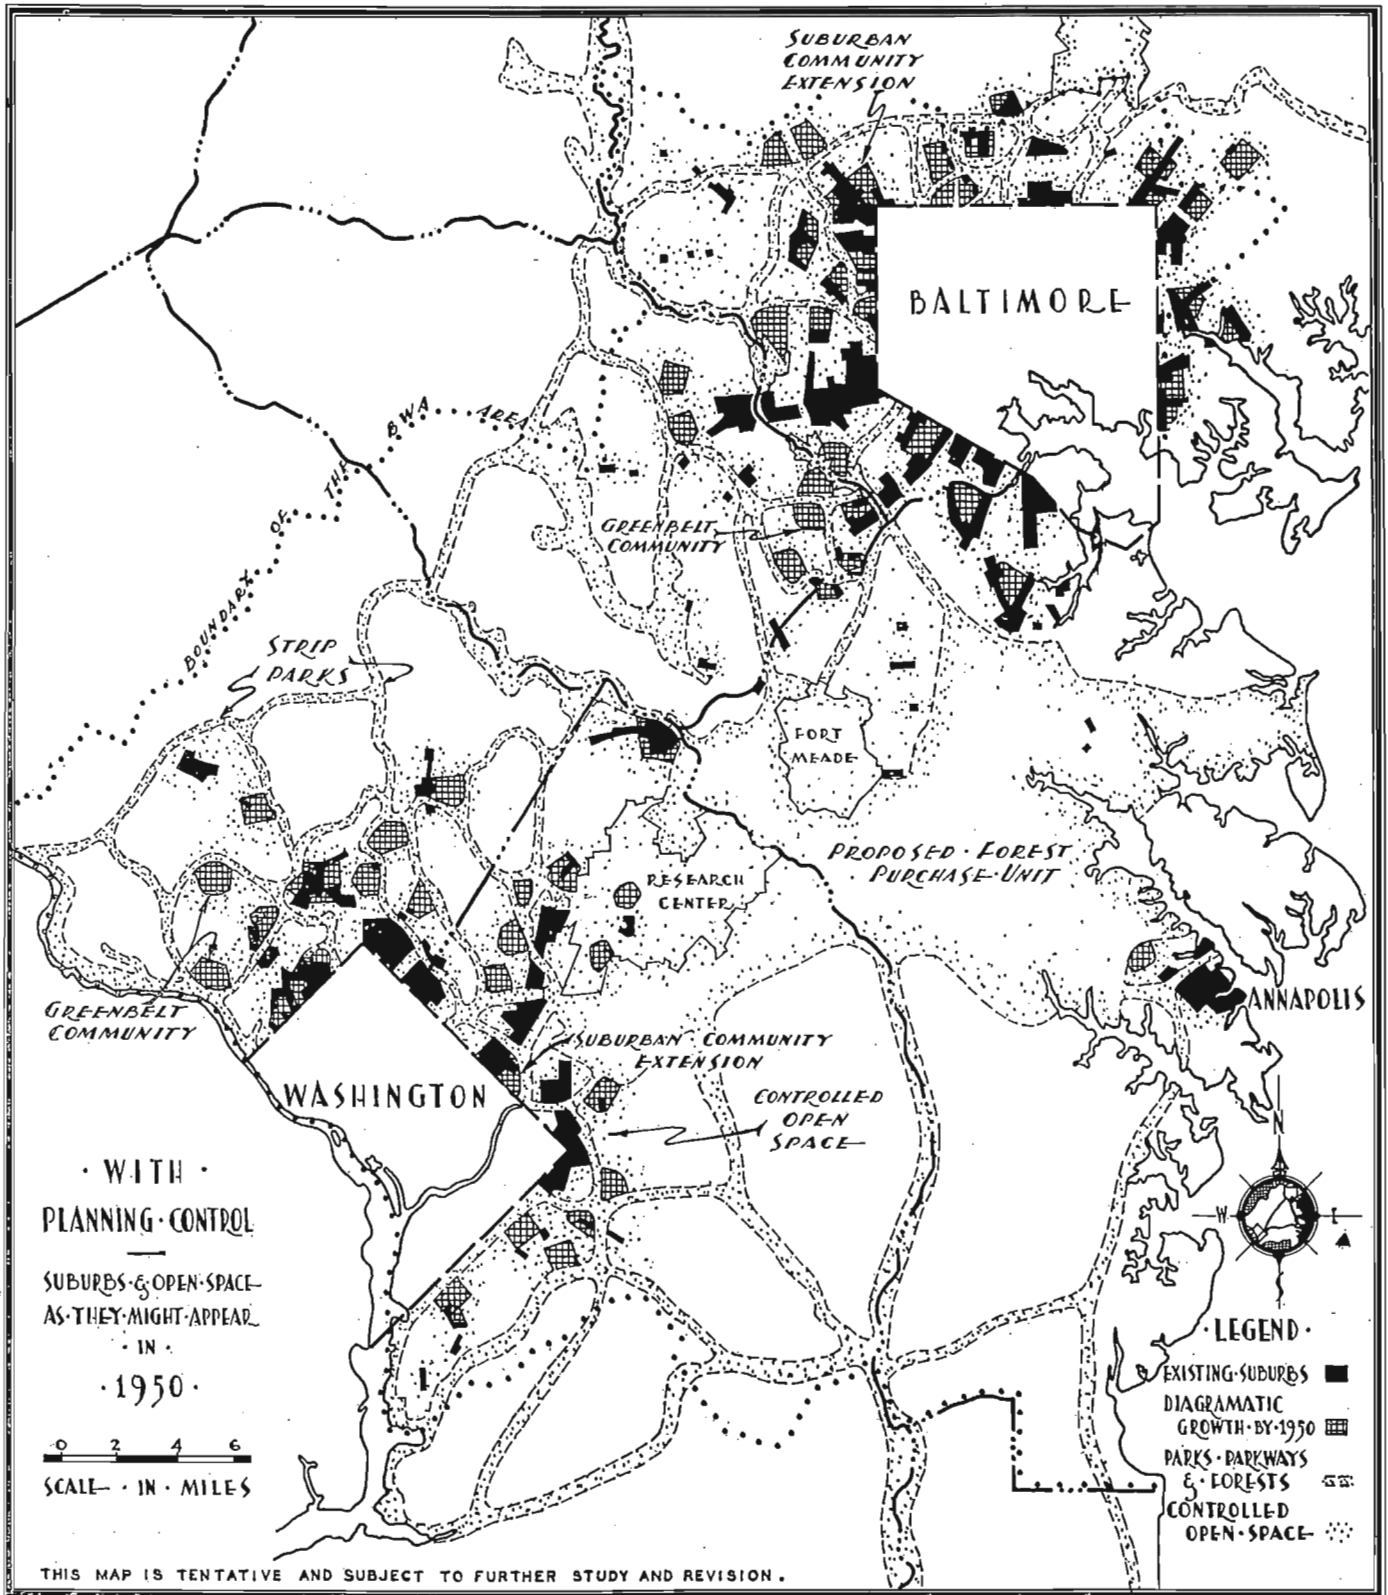 SUBURBAN
COMMUNITY
EXTENSION
BALTIMORE
BOUNDARY OF THE BWA AREA
GREENBELT
COMMUNITY
STRIP
PARKS
FORT
MEADE
PROPOSED · FOREST
PURCHASE · UNIT
RESEARCH
CENTER
ANNAPOLIS
GREENBELT
COMMUNITY
SUBURBAN · COMMUNITY
EXTENSION
WASHINGTON
CONTROLLED
OPEN
SPACE
N
W
E
S
· WITH ·
PLANNING · CONTROL
SUBURBS · & · OPEN · SPACE
AS · THEY · MIGHT · APPEAR
· IN ·
· 1950 ·
0 2 4 6
SCALE · IN · MILES
· LEGEND ·
EXISTING · SUBURBS
DIAGRAMATIC
GROWTH · BY · 1950
PARKS · PARKWAYS
& · FORESTS
CONTROLLED
OPEN · SPACE
THIS MAP IS TENTATIVE AND SUBJECT TO FURTHER STUDY AND REVISION.